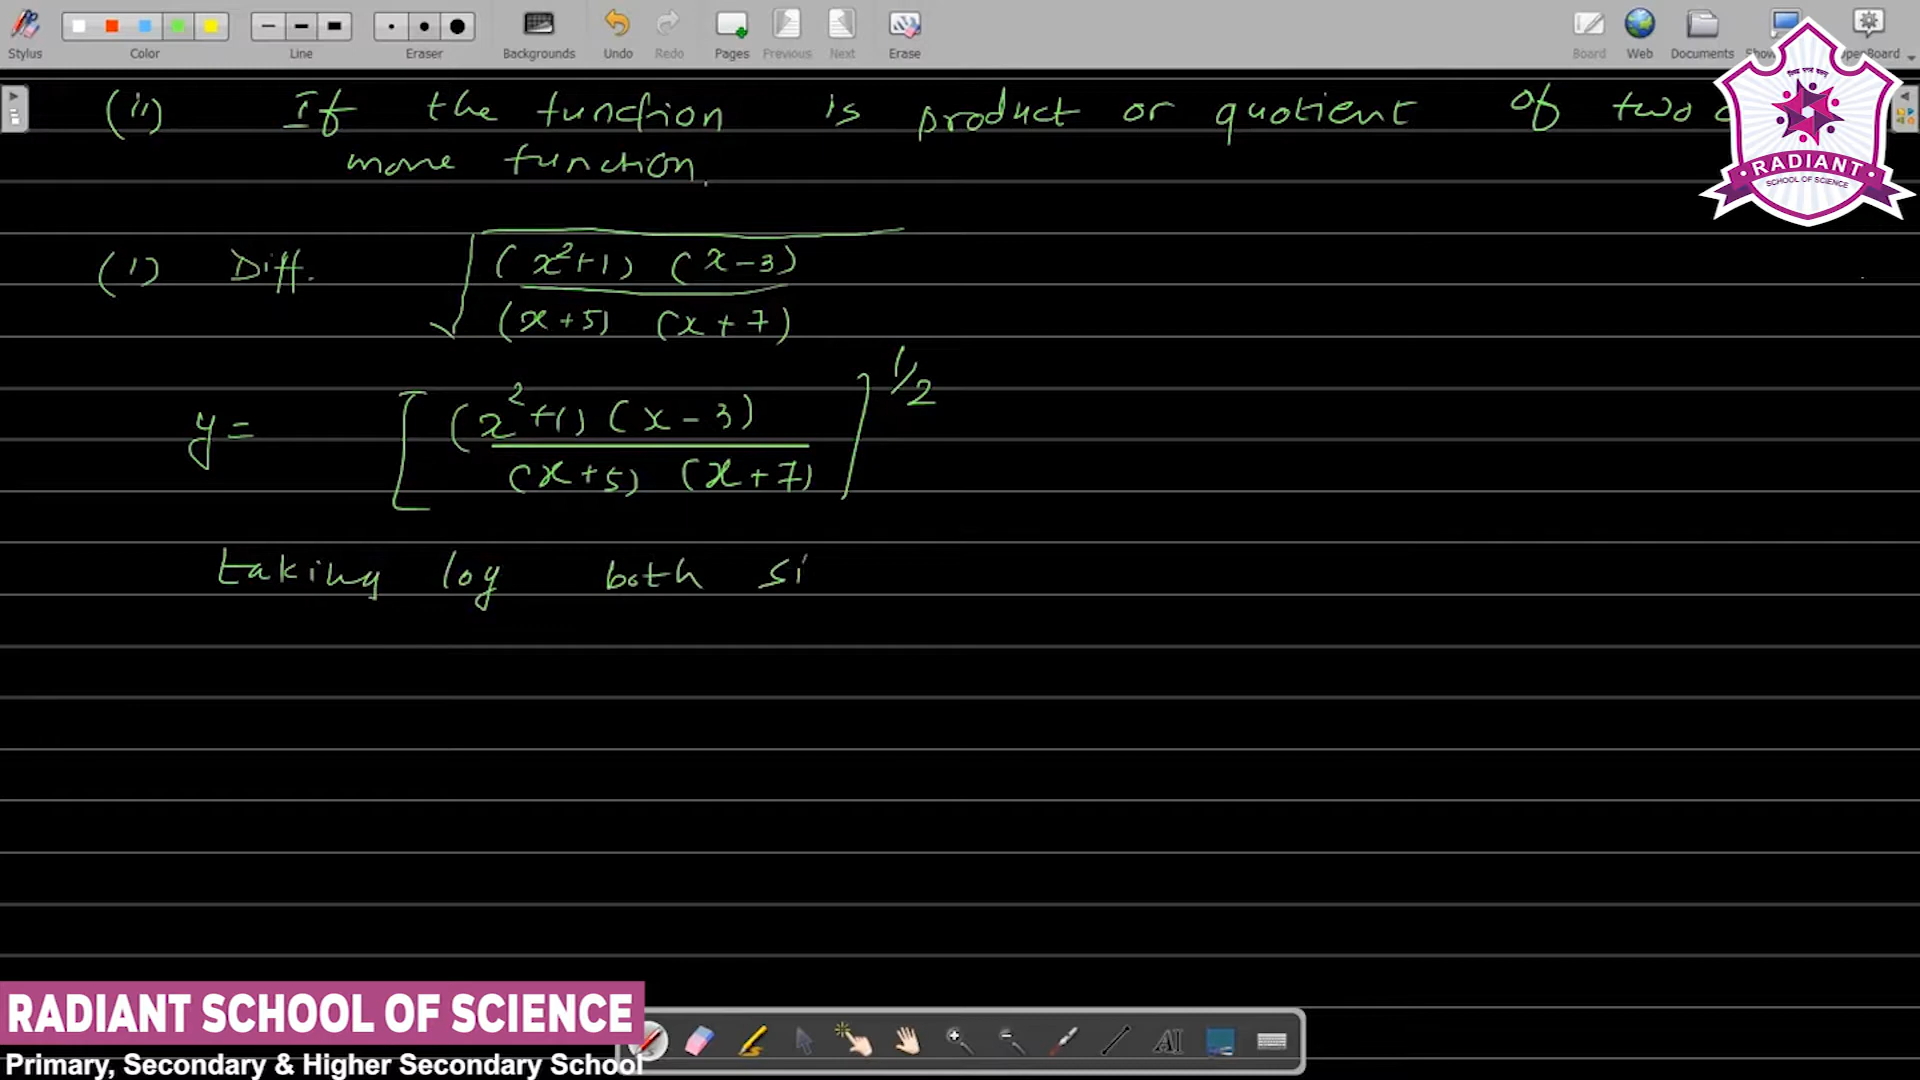 Stylus Color Line Eraser Backgrounds Undo Redo Pages Previous Next Erase Board Web Documents
(ii) If the function is product or quotient of two
more function.
RADIANT
SCHOOL OF SCIENCE
(1) Diff. √((x²+1) (x-3) / (x+5) (x+7))
y = [(x²+1) (x-3) / (x+5) (x+7)]^1/2
taking log both si
RADIANT SCHOOL OF SCIENCE
Primary, Secondary & Higher Secondary School